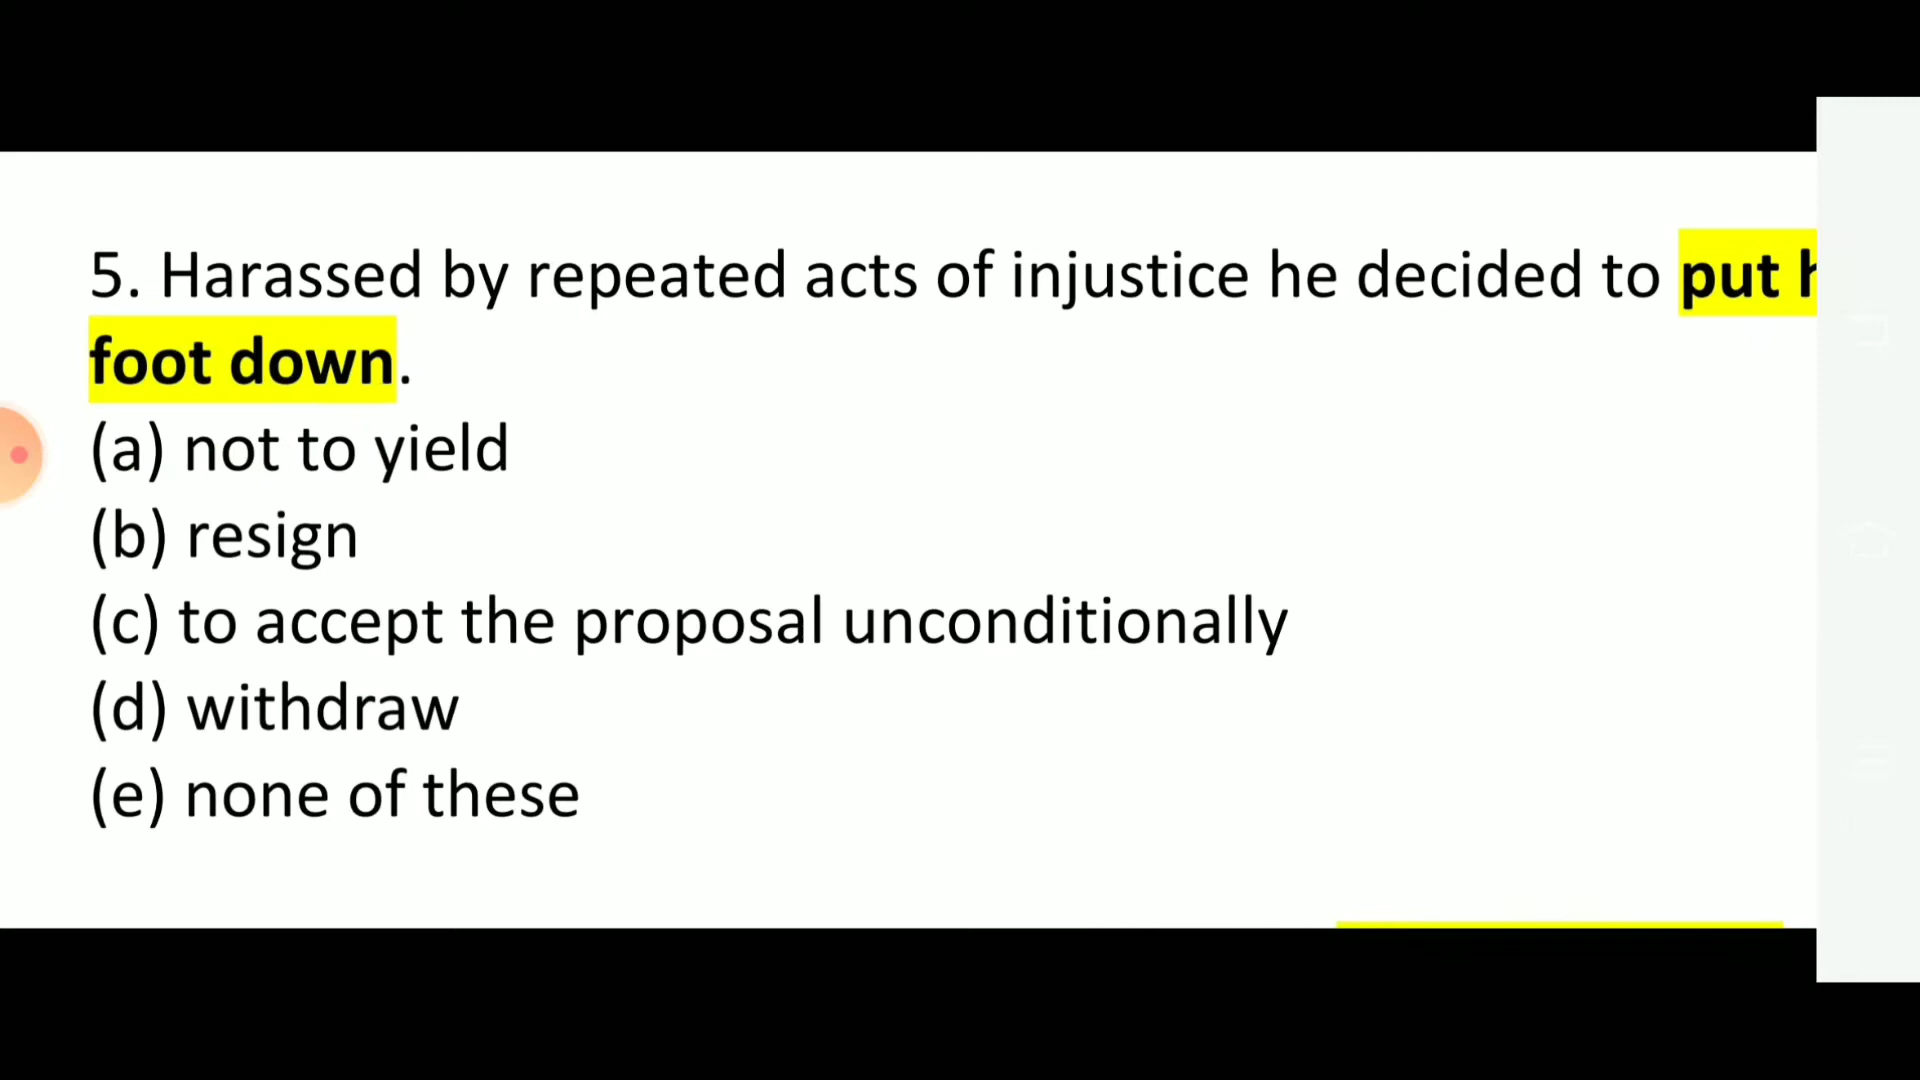 5. Harassed by repeated acts of injustice he decided to put
foot down.
(a) not to yield
(b) resign
(c) to accept the proposal unconditionally
(d) withdraw
(e) none of these